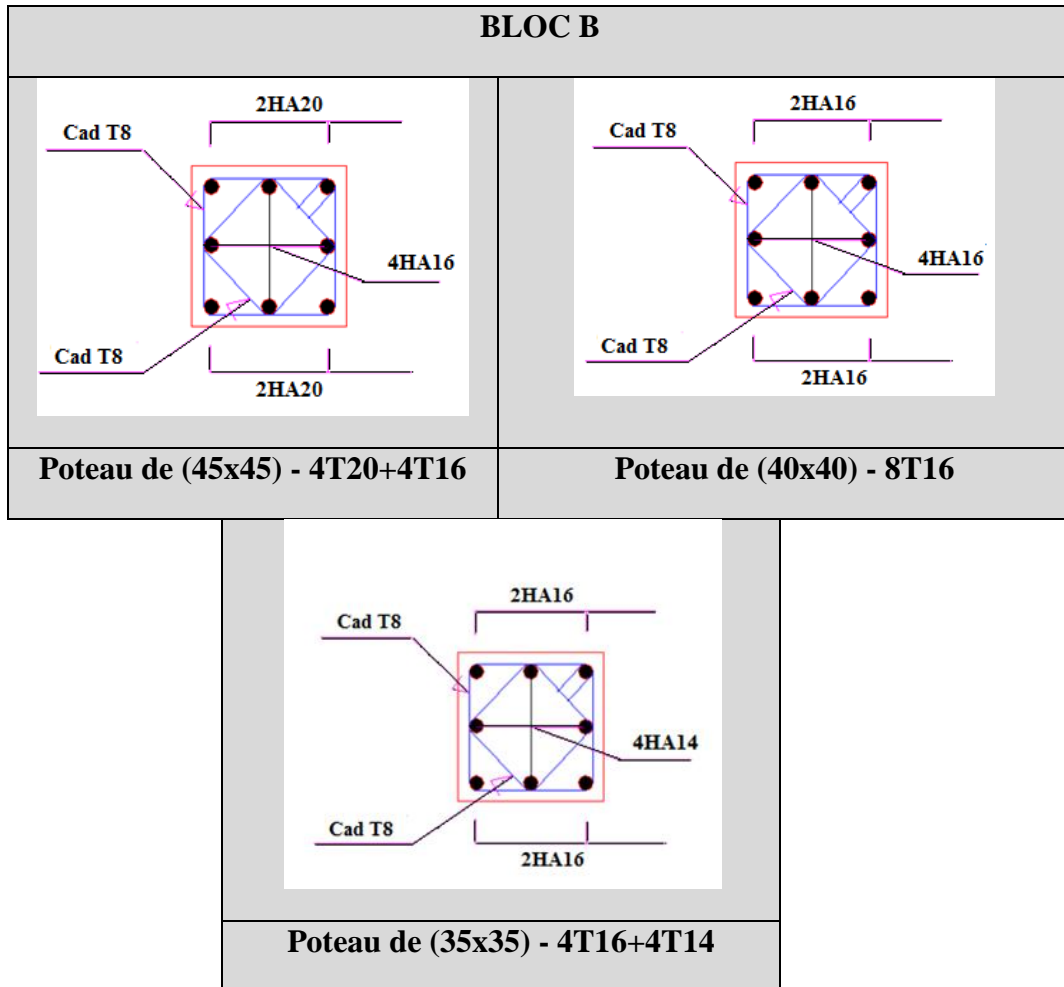 BLOC B
2HA20
Cad T8
4HA16
Cad T8
2HA20
2HA16
Cad T8
4HA16
Cad T8
2HA16
Poteau de (45x45) - 4T20+4T16
Poteau de (40x40) - 8T16
2HA16
Cad T8
4HA14
Cad T8
2HA16
Poteau de (35x35) - 4T16+4T14